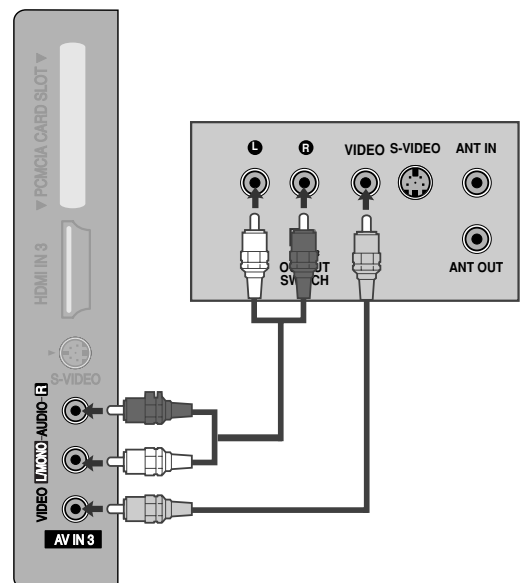 ▼ PCMCIA CARD SLOT ▼
HDMI IN 3
S-VIDEO
VIDEO L/MONO-AUDIO-R
AV IN 3
L R VIDEO S-VIDEO ANT IN
SWITCH
ANT OUT